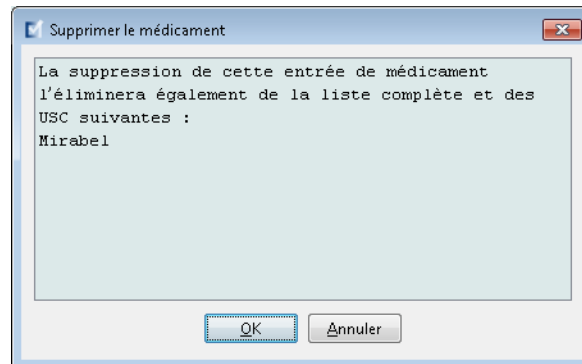 Supprimer le médicament
La suppression de cette entrée de médicament
l'éliminera également de la liste complète et des
USC suivantes :
Mirabel
OK
Annuler